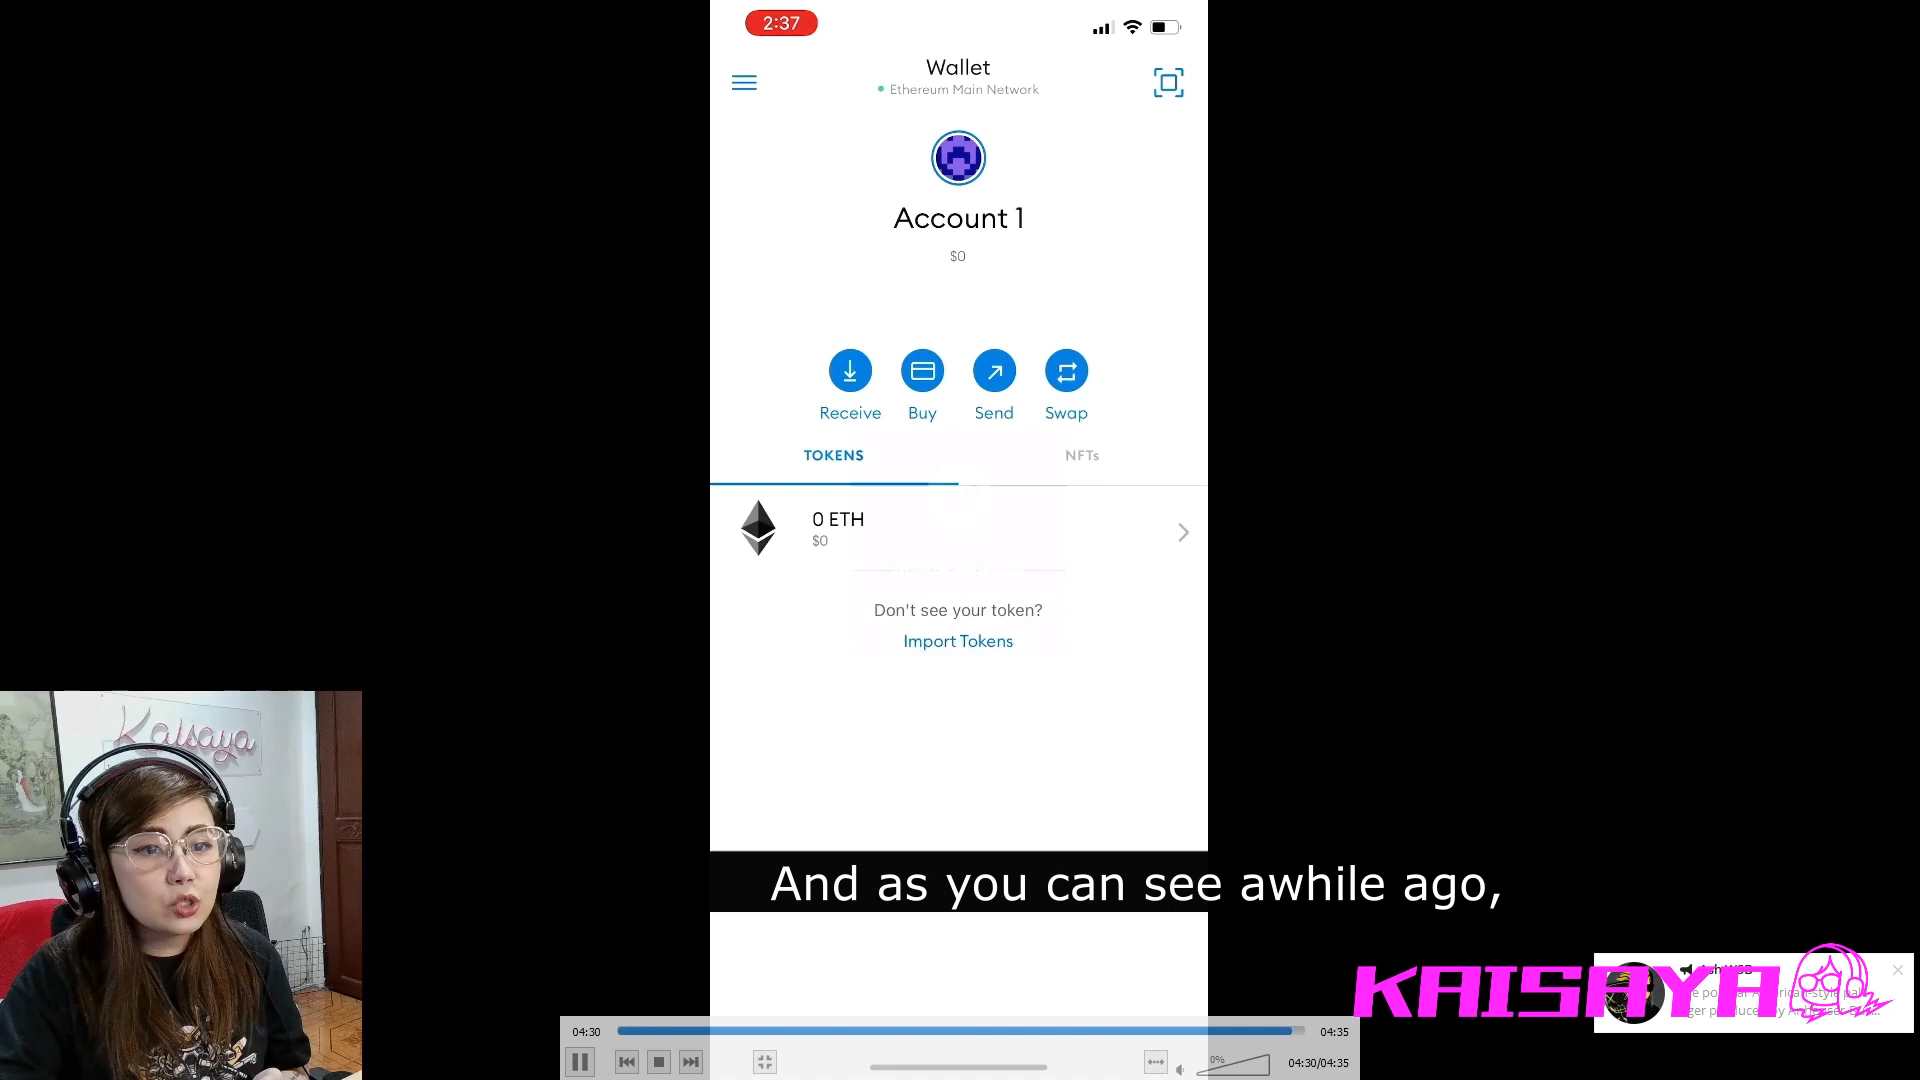 2:37
Wallet
Ethereum Main Network
Account 1
$0
Receive Buy Send Swap
TOKENS NFTs
0 ETH
$0
Don't see your token?
Import Tokens
Kaisaya
And as you can see awhile ago,
KAISAYA
04:30 04:35
0%
04:30/04:35